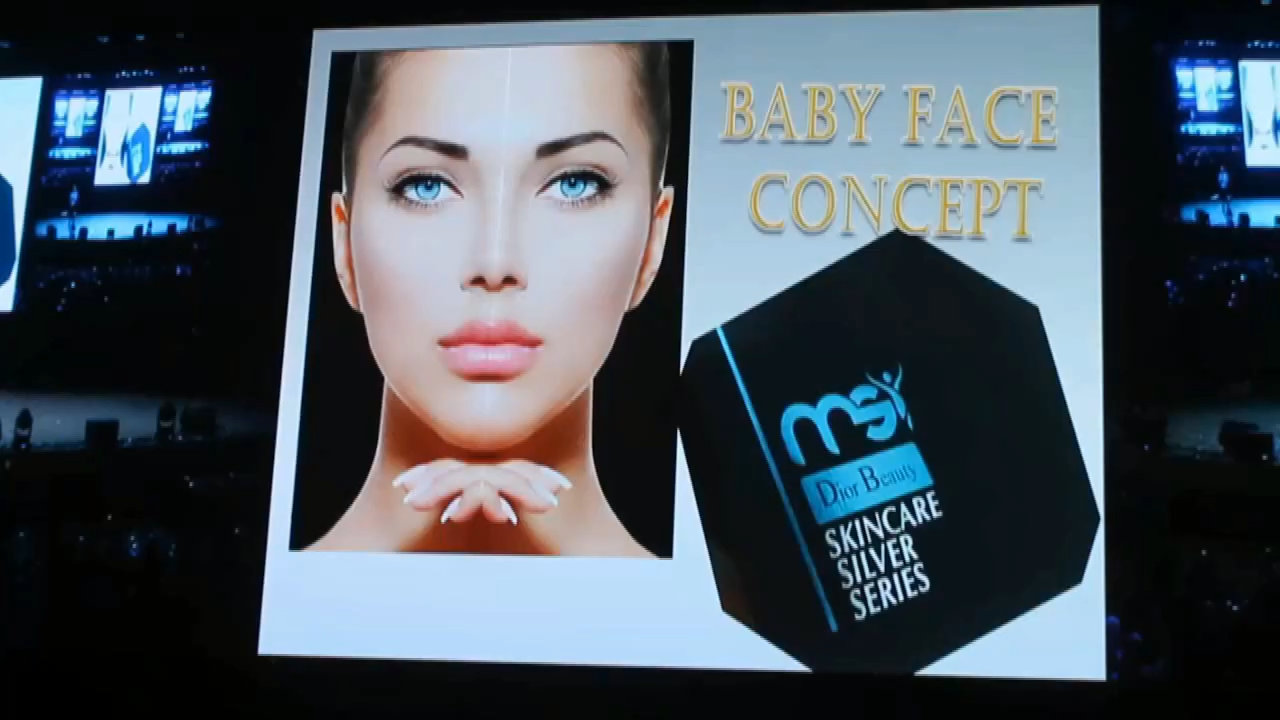 BABY FACE
CONCEPT
msi
Dior Beauty
SKINCARE
SILVER
SERIES